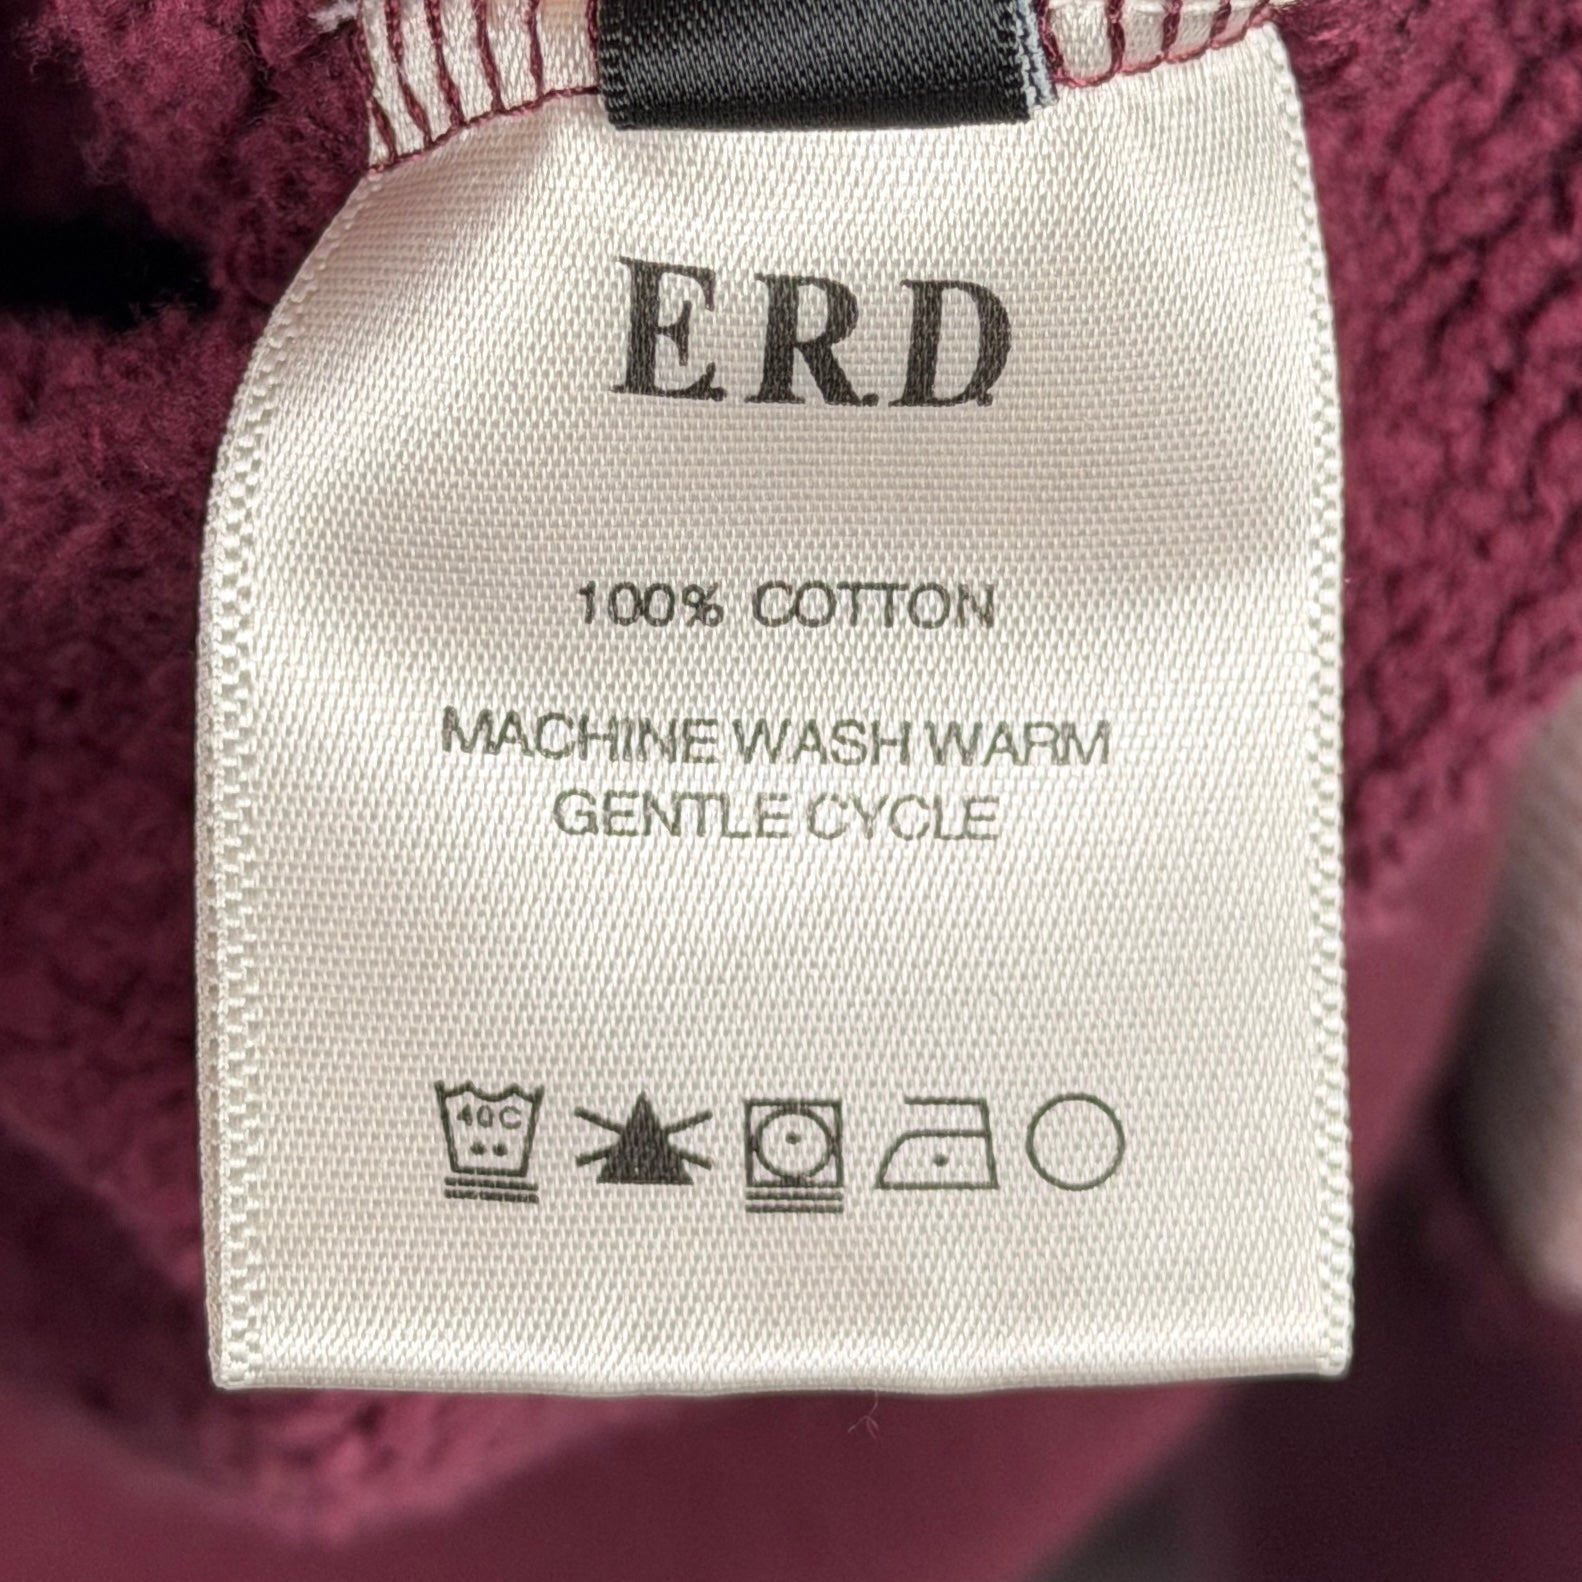 E.R.D.
100% COTTON
MACHINE WASH WARM
GENTLE CYCLE
40C